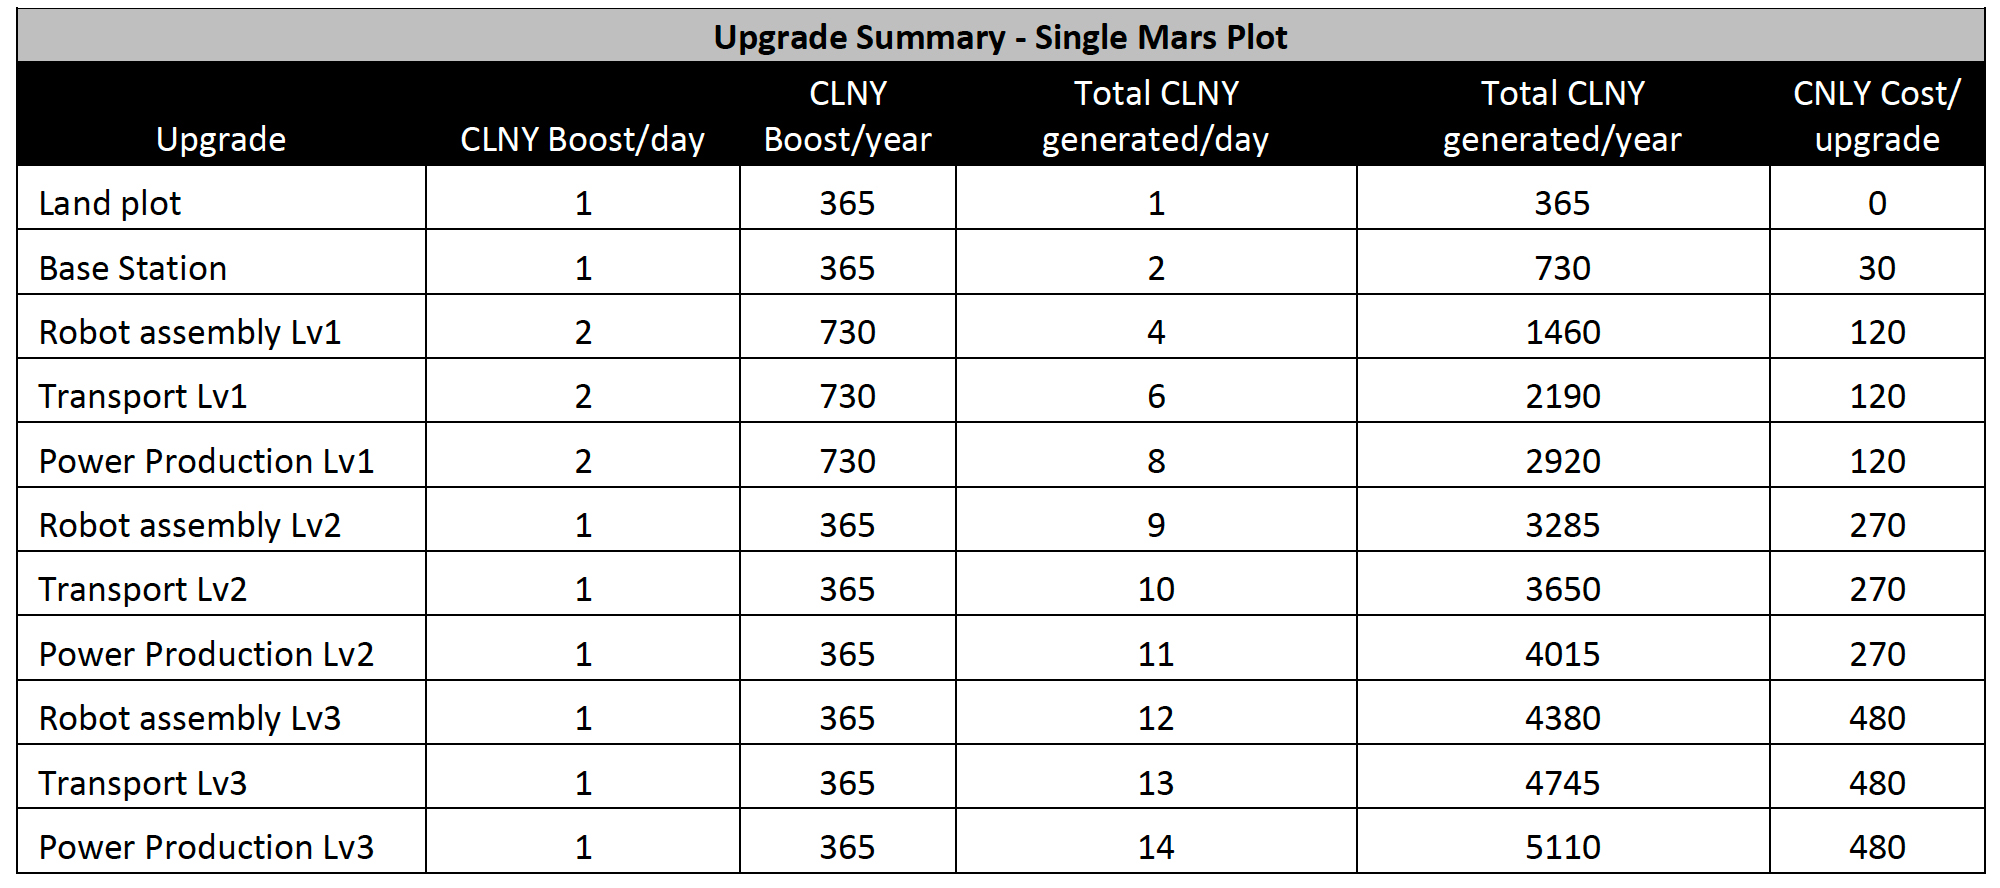 Upgrade Summary - Single Mars Plot
Upgrade CLNY Boost/day CLNY Boost/year Total CLNY generated/day Total CLNY generated/year CNLY Cost/ upgrade
Land plot 1 365 1 365 0
Base Station 1 365 2 730 30
Robot assembly Lv1 2 730 4 1460 120
Transport Lv1 2 730 6 2190 120
Power Production Lv1 2 730 8 2920 120
Robot assembly Lv2 1 365 9 3285 270
Transport Lv2 1 365 10 3650 270
Power Production Lv2 1 365 11 4015 270
Robot assembly Lv3 1 365 12 4380 480
Transport Lv3 1 365 13 4745 480
Power Production Lv3 1 365 14 5110 480